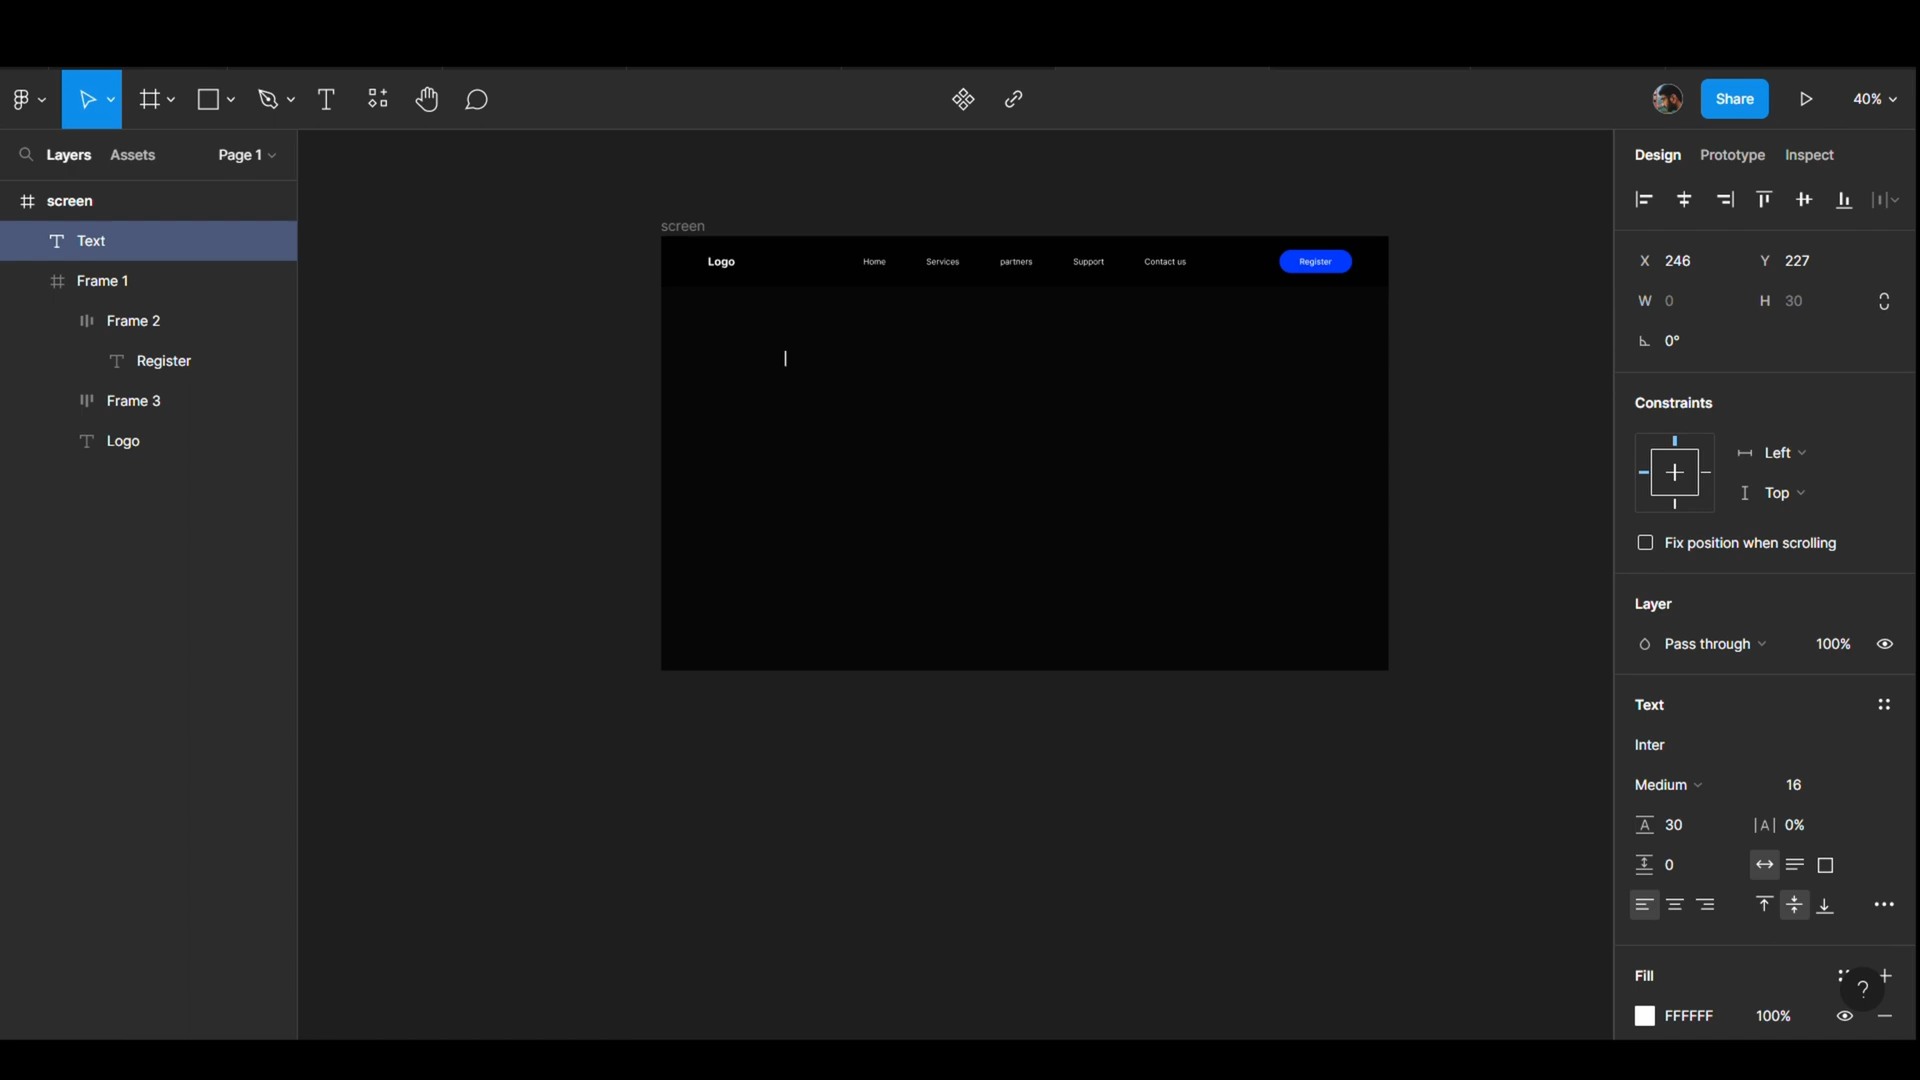 Share
40%
Layers
Assets
Page 1
Design
Prototype
Inspect
screen
Text
Frame 1
Frame 2
Register
Frame 3
Logo
screen
Logo
Home
Services
partners
Support
Contact us
Register
X 246
Y 227
W 0
H 30
0°
Constraints
Left
Top
Fix position when scrolling
Layer
Pass through
100%
Text
Inter
Medium
16
A 30
|A| 0%
0
Fill
?
FFFFFF
100%